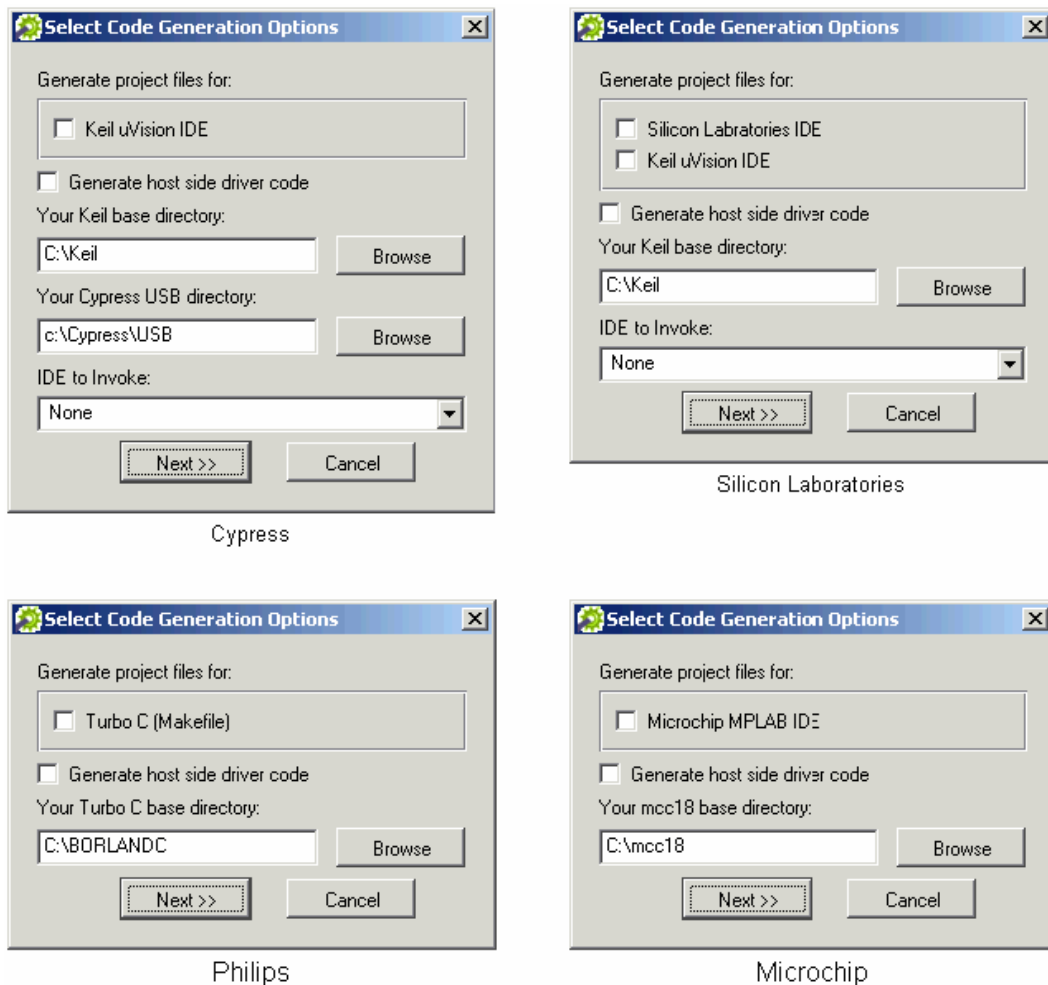 Select Code Generation Options
Generate project files for:
Keil uVision IDE
Generate host side driver code
Your Keil base directory:
C:\Keil
Browse
Your Cypress USB directory:
c:\Cypress\USB
Browse
IDE to Invoke:
None
Next >>
Cancel
Cypress
Select Code Generation Options
Generate project files for:
Silicon Labratories IDE
Keil uVision IDE
Generate host side driver code
Your Keil base directory:
C:\Keil
Browse
IDE to Invoke:
None
Next >>
Cancel
Silicon Laboratories
Select Code Generation Options
Generate project files for:
Turbo C (Makefile)
Generate host side driver code
Your Turbo C base directory:
C:\BORLANDC
Browse
Next >>
Cancel
Philips
Select Code Generation Options
Generate project files for:
Microchip MPLAB IDE
Generate host side driver code
Your mcc18 base directory:
C:\mcc18
Browse
Next >>
Cancel
Microchip